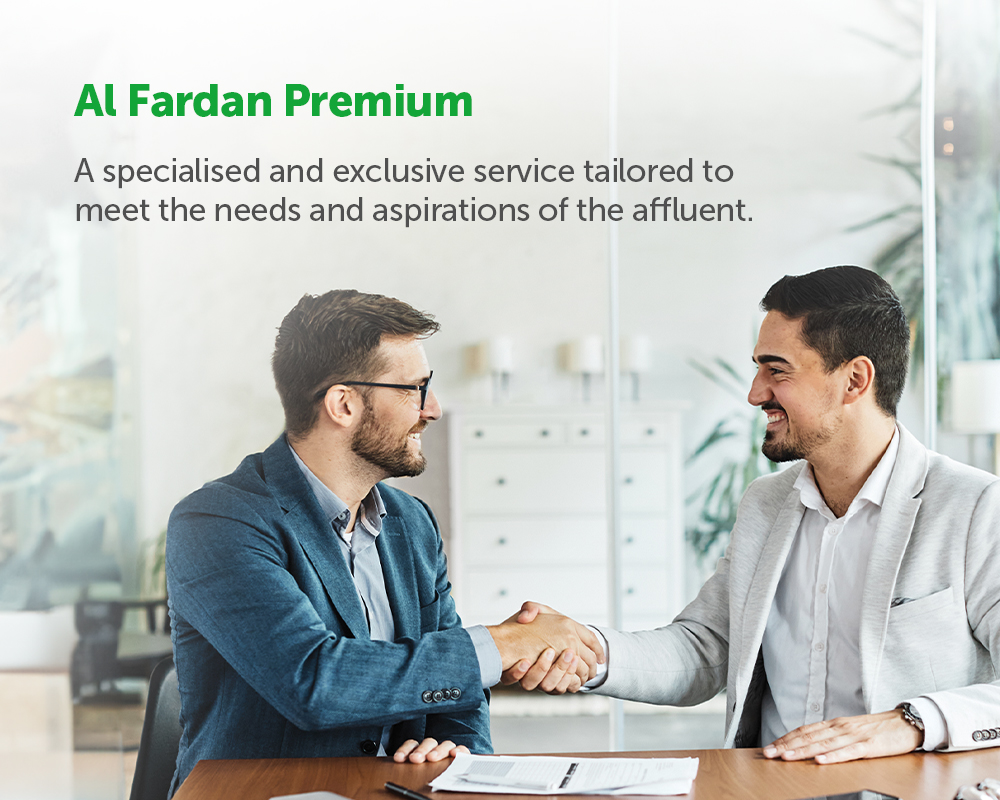 Al Fardan Premium
A specialised and exclusive service tailored to
meet the needs and aspirations of the affluent.